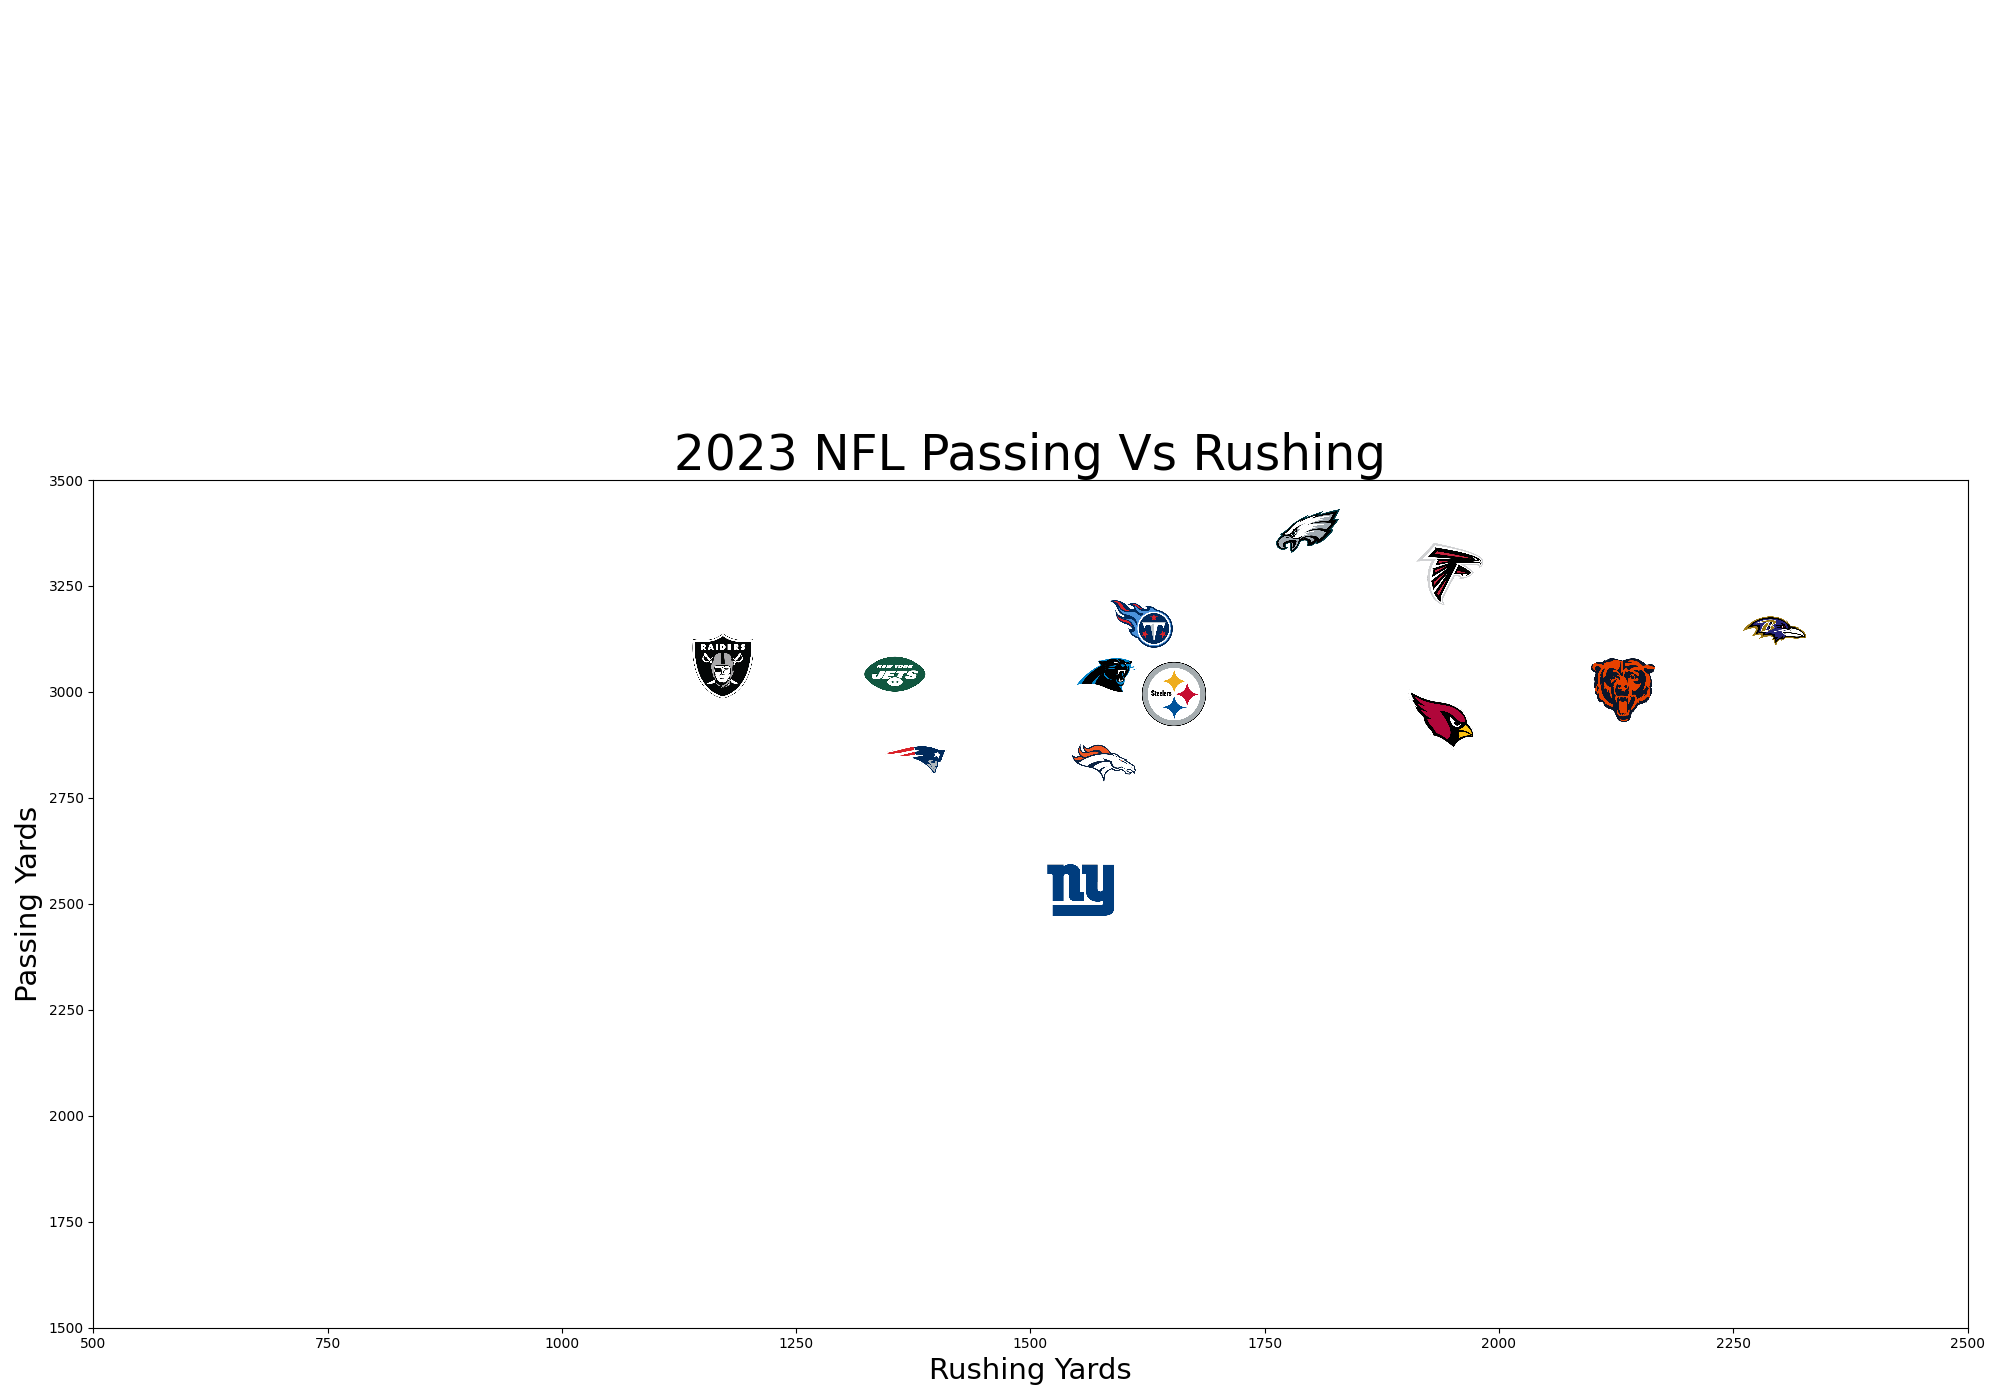 2023 NFL Passing Vs Rushing
3500
3250
3000
2750
2500
2250
2000
1750
1500
Passing Yards
RAIDERS
NEW YORK
JETS
T
Steelers
ny
500 750 1000 1250 1500 1750 2000 2250 2500
Rushing Yards